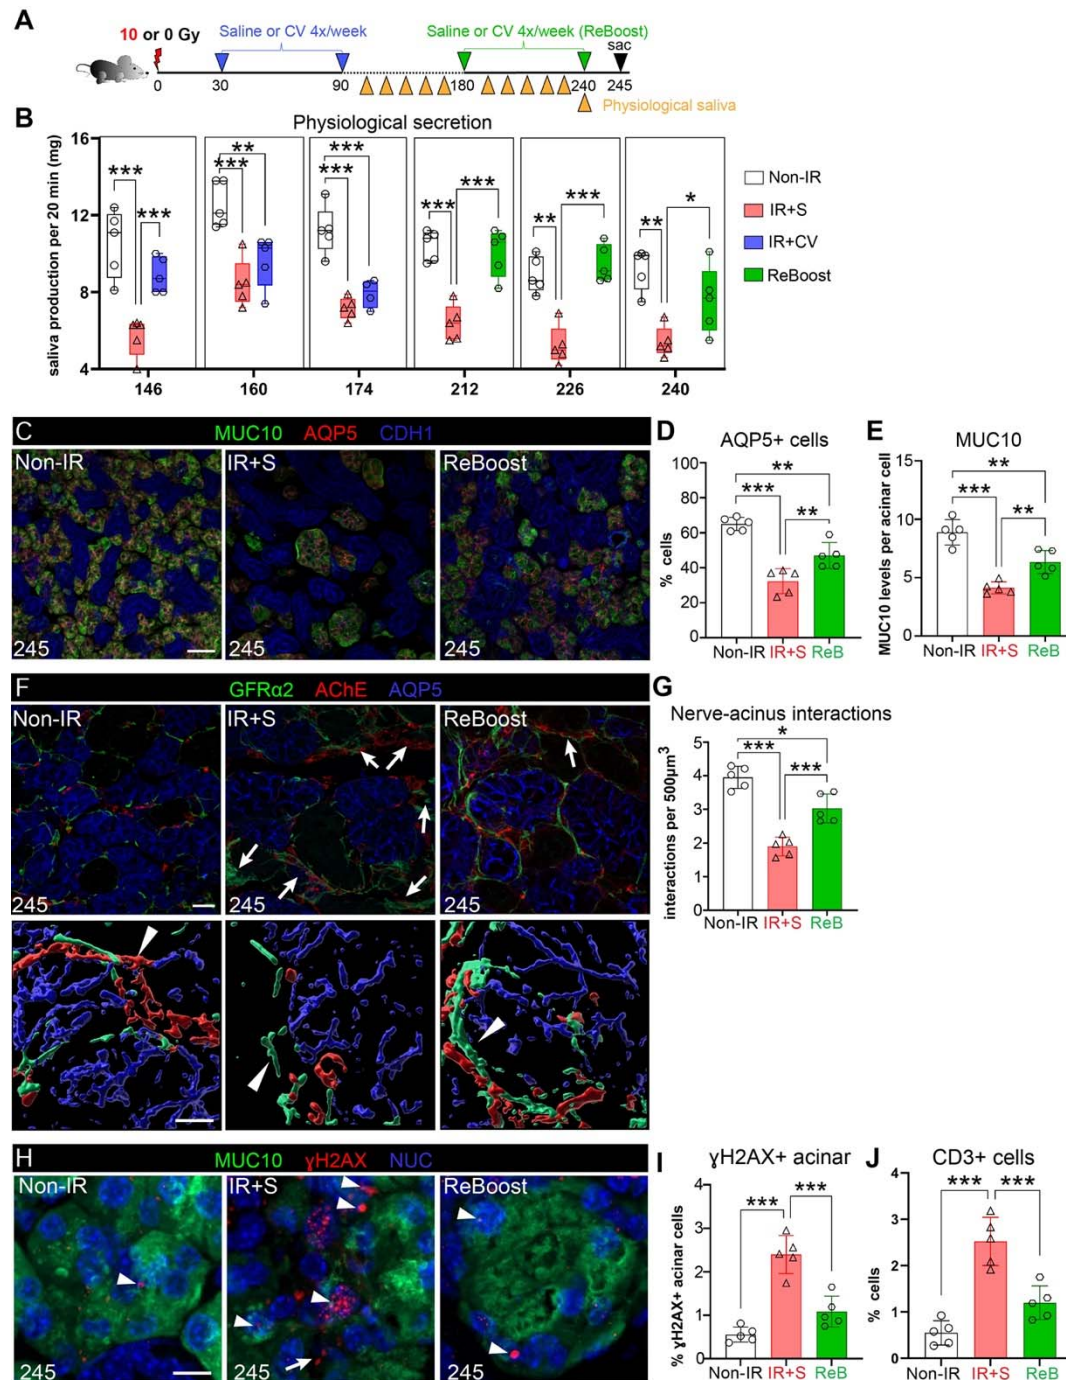 A
10 or 0 Gy
Saline or CV 4x/week
Saline or CV 4x/week (ReBoost)
sac
0
30
90
180
240
245
Physiological saliva
B
Physiological secretion
saliva production per 20 min (mg)
16
12
8
4
*** ***
*** **
*** ***
*** ***
** ***
** *
146
160
174
212
226
240
Non-IR
IR+S
IR+CV
ReBoost
C
MUC10 AQP5 CDH1
Non-IR
IR+S
ReBoost
245
245
245
D
AQP5+ cells
% cells
100
80
60
40
20
0
**
***
**
Non-IR IR+S ReB
E
MUC10
MUC10 levels per acinar cell
15
10
5
0
**
***
**
Non-IR IR+S ReB
F
GFRα2 AChE AQP5
Non-IR
IR+S
ReBoost
245
245
245
G
Nerve-acinus interactions
interactions per 500µm³
5
4
3
2
1
0
*
***
***
Non-IR IR+S ReB
H
MUC10 γH2AX NUC
Non-IR
IR+S
ReBoost
245
245
245
I
γH2AX+ acinar
% γH2AX+ acinar cells
4
3
2
1
0
*** ***
Non-IR IR+S ReB
J
CD3+ cells
% cells
4
3
2
1
0
*** ***
Non-IR IR+S ReB